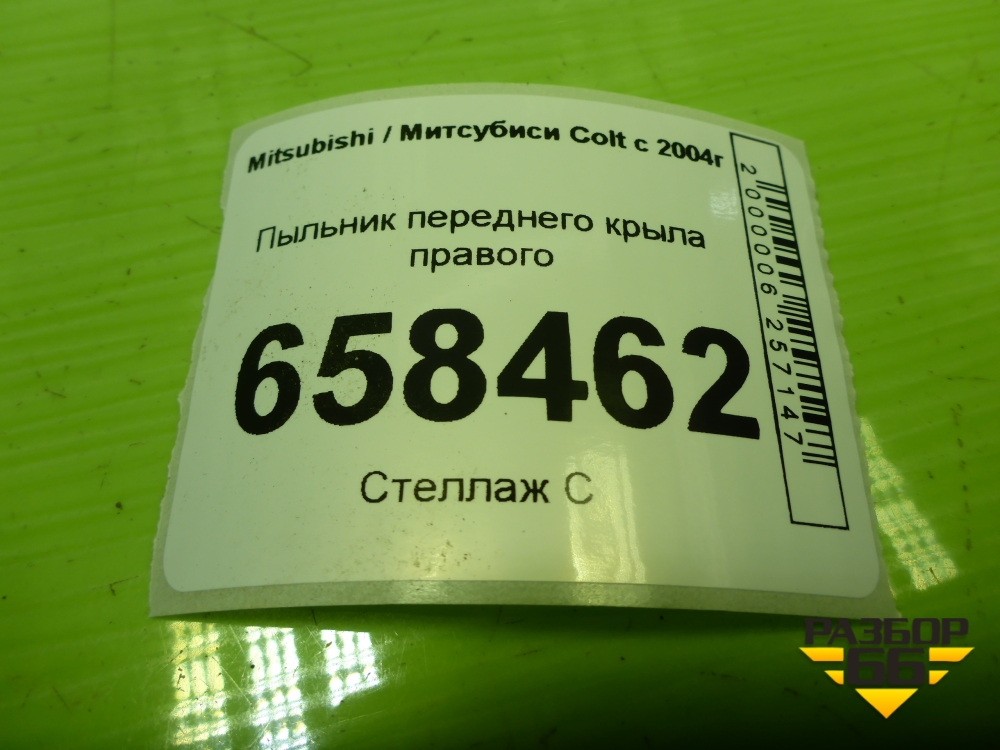 Mitsubishi / Митсубиси Colt с 2004г
Пыльник переднего крыла
правого
658462
Стеллаж С
2000006257147
РАЗБОР
66